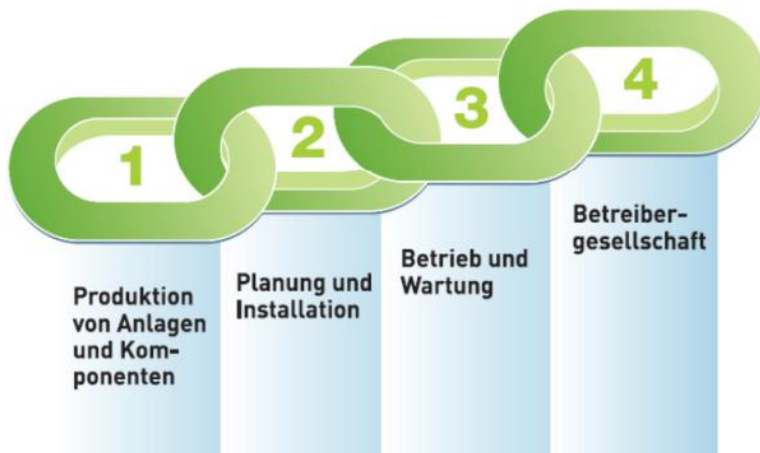 1
Produktion
von Anlagen
und Kom-
ponenten
2
Planung und
Installation
3
Betrieb und
Wartung
4
Betreiber-
gesellschaft